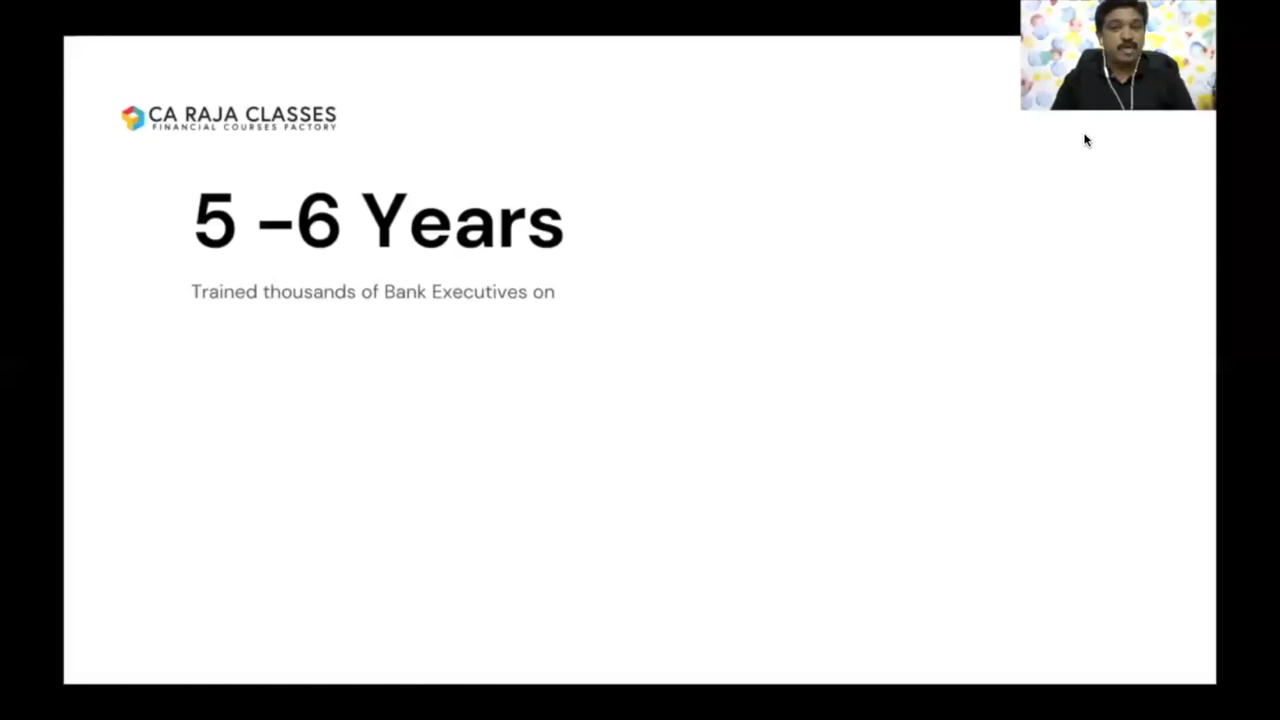 CA RAJA CLASSES
FINANCIAL COURSES FACTORY
5 –6 Years
Trained thousands of Bank Executives on